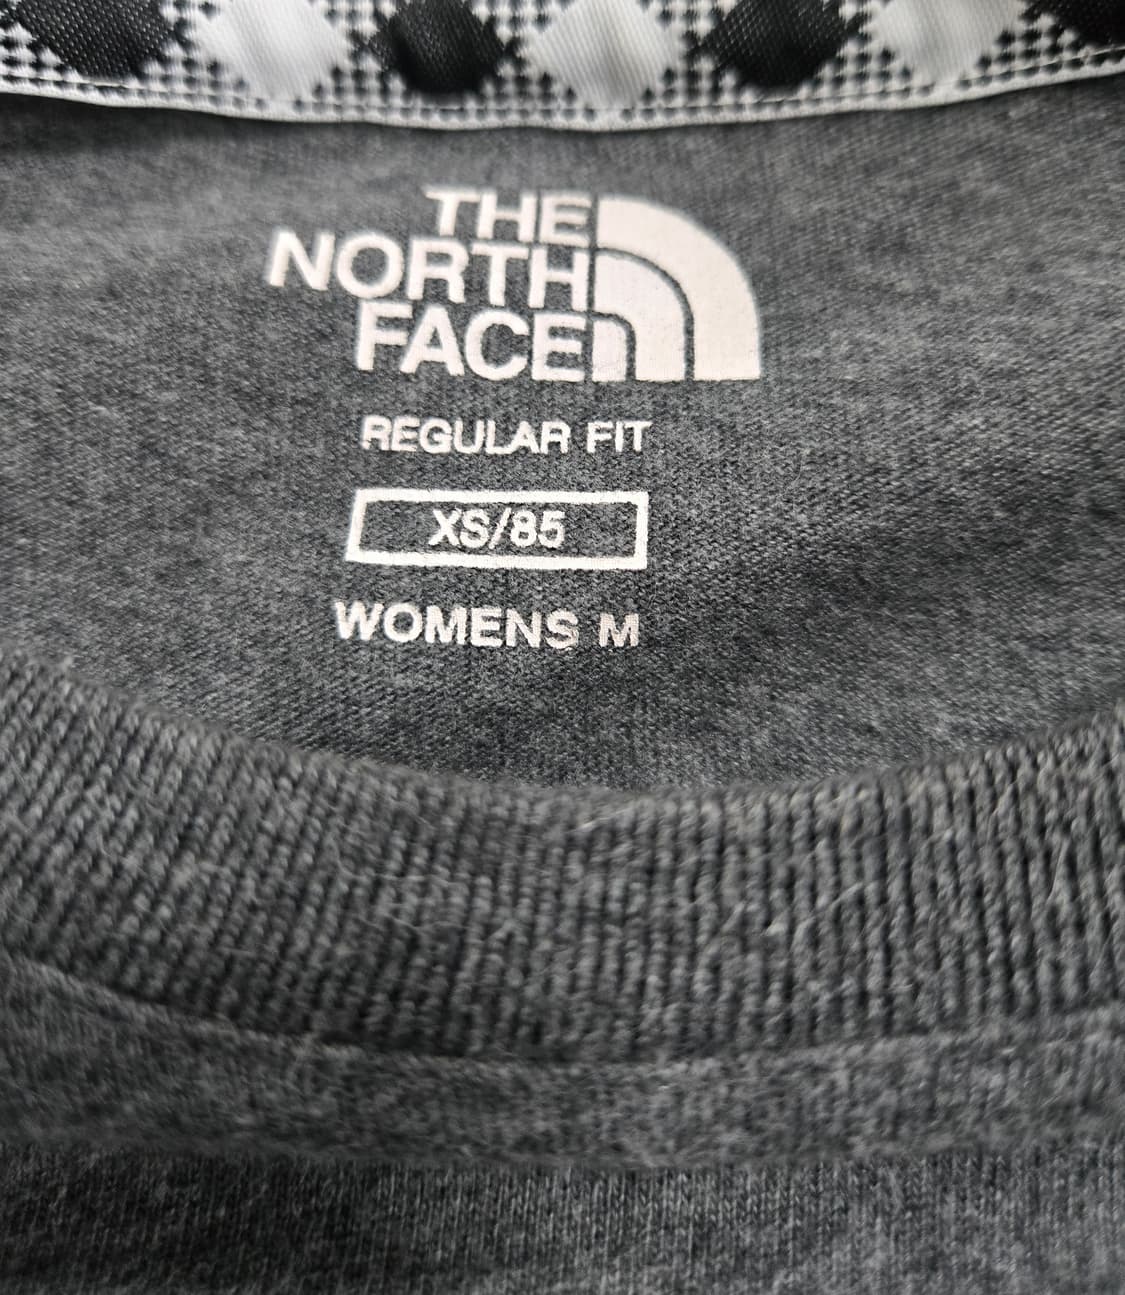 THE
NORTH
FACE
REGULAR FIT
XS/85
WOMENS M